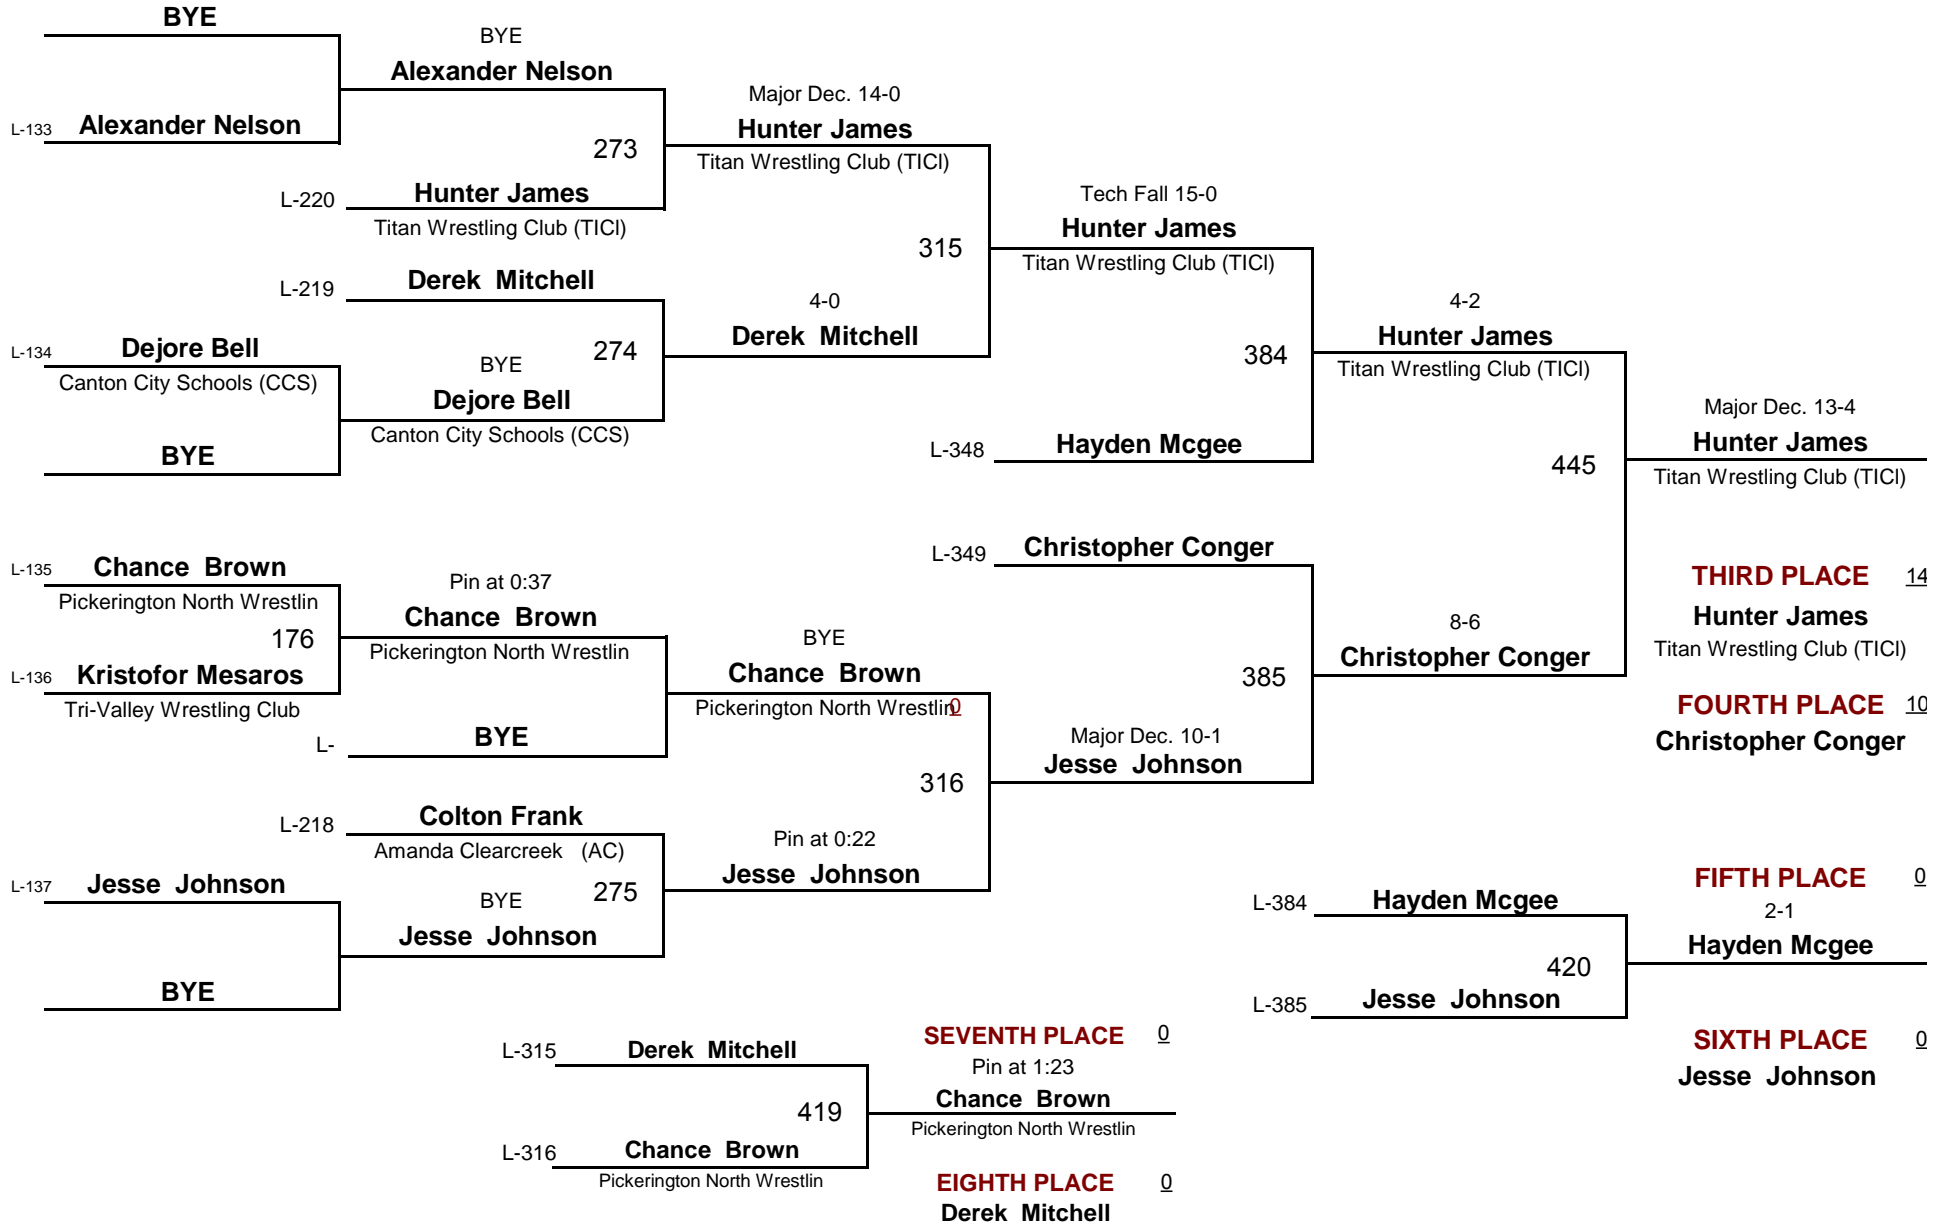 BYE
BYE
Alexander Nelson
L-133 Alexander Nelson
273
L-220 Hunter James
Titan Wrestling Club (TICl)
Major Dec. 14-0
Hunter James
Titan Wrestling Club (TICl)
L-219 Derek Mitchell
L-134 Dejore Bell
Canton City Schools (CCS)
274
BYE
Dejore Bell
Canton City Schools (CCS)
BYE
4-0
Derek Mitchell
315
Tech Fall 15-0
Hunter James
Titan Wrestling Club (TICl)
384
L-348 Hayden Mcgee
4-2
Hunter James
Titan Wrestling Club (TICl)
445
Major Dec. 13-4
Hunter James
Titan Wrestling Club (TICl)
L-135 Chance Brown
Pickerington North Wrestlin
176
L-136 Kristofor Mesaros
Tri-Valley Wrestling Club
Pin at 0:37
Chance Brown
Pickerington North Wrestlin
L- BYE
BYE
Chance Brown
Pickerington North Wrestlin 0
316
L-218 Colton Frank
Amanda Clearcreek (AC)
L-137 Jesse Johnson
BYE
275
Jesse Johnson
BYE
Pin at 0:22
Jesse Johnson
L-349 Christopher Conger
385
Major Dec. 10-1
Jesse Johnson
8-6
Christopher Conger
THIRD PLACE 14
Hunter James
Titan Wrestling Club (TICl)
FOURTH PLACE 10
Christopher Conger
L-384 Hayden Mcgee
420
L-385 Jesse Johnson
FIFTH PLACE 0
2-1
Hayden Mcgee
SIXTH PLACE 0
Jesse Johnson
L-315 Derek Mitchell
419
L-316 Chance Brown
Pickerington North Wrestlin
SEVENTH PLACE 0
Pin at 1:23
Chance Brown
Pickerington North Wrestlin
EIGHTH PLACE 0
Derek Mitchell